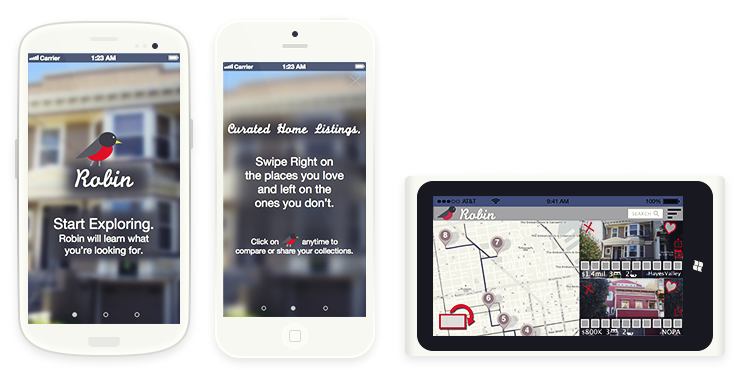 Carrier 1:23 AM
Robin
Start Exploring.
Robin will learn what
you're looking for.
Carrier 1:23 AM
Curated Home Listings.
Swipe Right on
the places you love
and left on the
ones you don't.
Click on anytime to
compare or share your collections.
AT&T 9:41 AM 100%
Robin
SEARCH
8
7
6
5
4
$1.4mil 3 2 -HayesValley
$800K 3 2 -NOPA